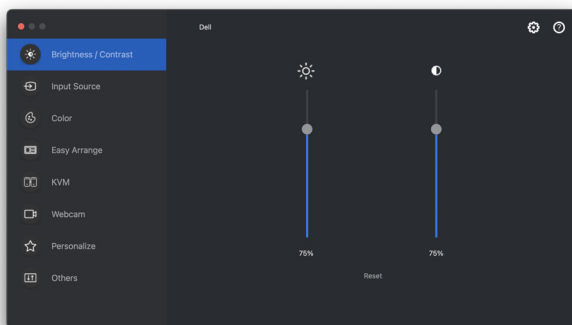 Dell
Brightness / Contrast
Input Source
Color
Easy Arrange
KVM
Webcam
Personalize
Others
75%
75%
Reset